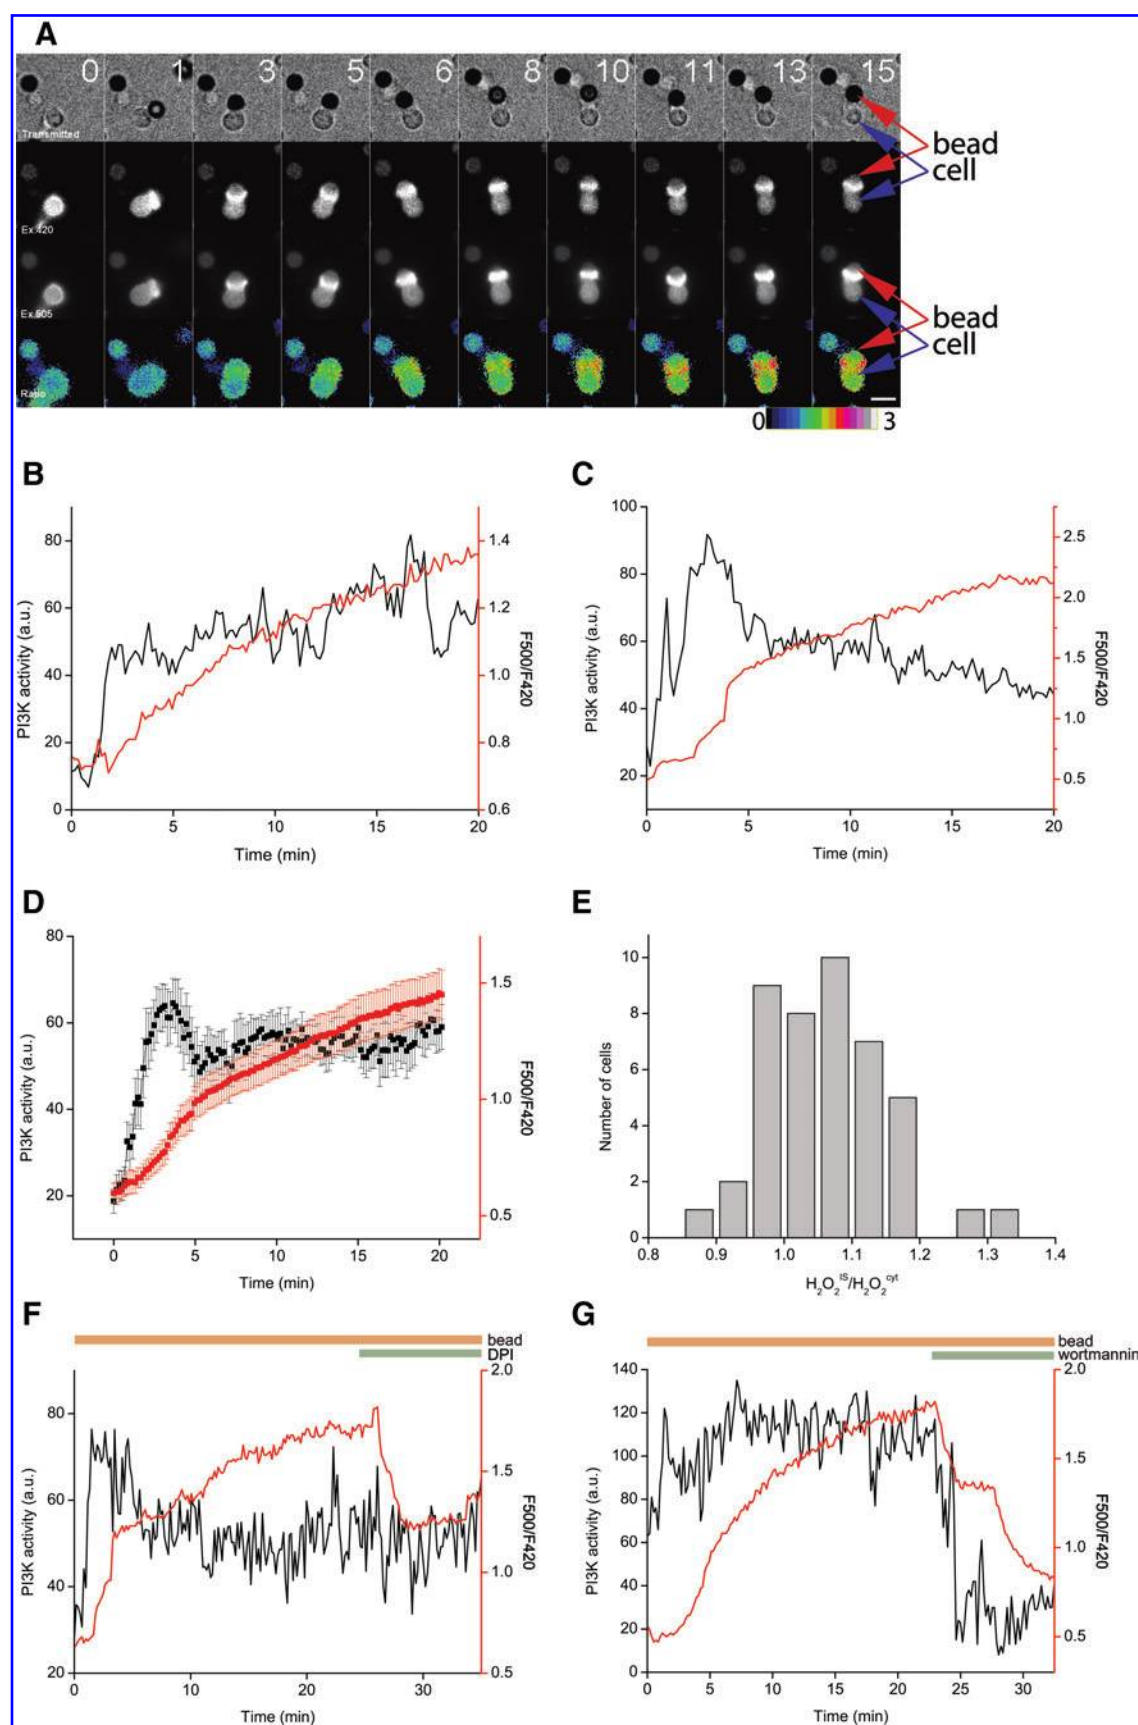 A
0 1 3 5 6 8 10 11 13 15
Transmitted
bead
cell
Ex.420
Ex.505
bead
cell
Ratio
0 3
B
80
60
40
20
0
PI3K activity (a.u.)
1.4
1.2
1.0
0.8
0.6
F500/F420
0 5 10 15 20
Time (min)
C
100
80
60
40
20
PI3K activity (a.u.)
2.5
2.0
1.5
1.0
0.5
F500/F420
0 5 10 15 20
Time (min)
D
80
60
40
20
PI3K activity (a.u.)
1.5
1.0
0.5
F500/F420
0 5 10 15 20
Time (min)
E
10
8
6
4
2
0
Number of cells
0.8 0.9 1.0 1.1 1.2 1.3 1.4
H₂O₂ᴵˢ/H₂O₂ᶜʸᵗ
F
bead
DPI
80
60
40
20
PI3K activity (a.u.)
2.0
1.5
1.0
0.5
F500/F420
0 10 20 30
Time (min)
G
bead
wortmannin
140
120
100
80
60
40
20
0
PI3K activity (a.u.)
2.0
1.5
1.0
0.5
F500/F420
0 5 10 15 20 25 30
Time (min)